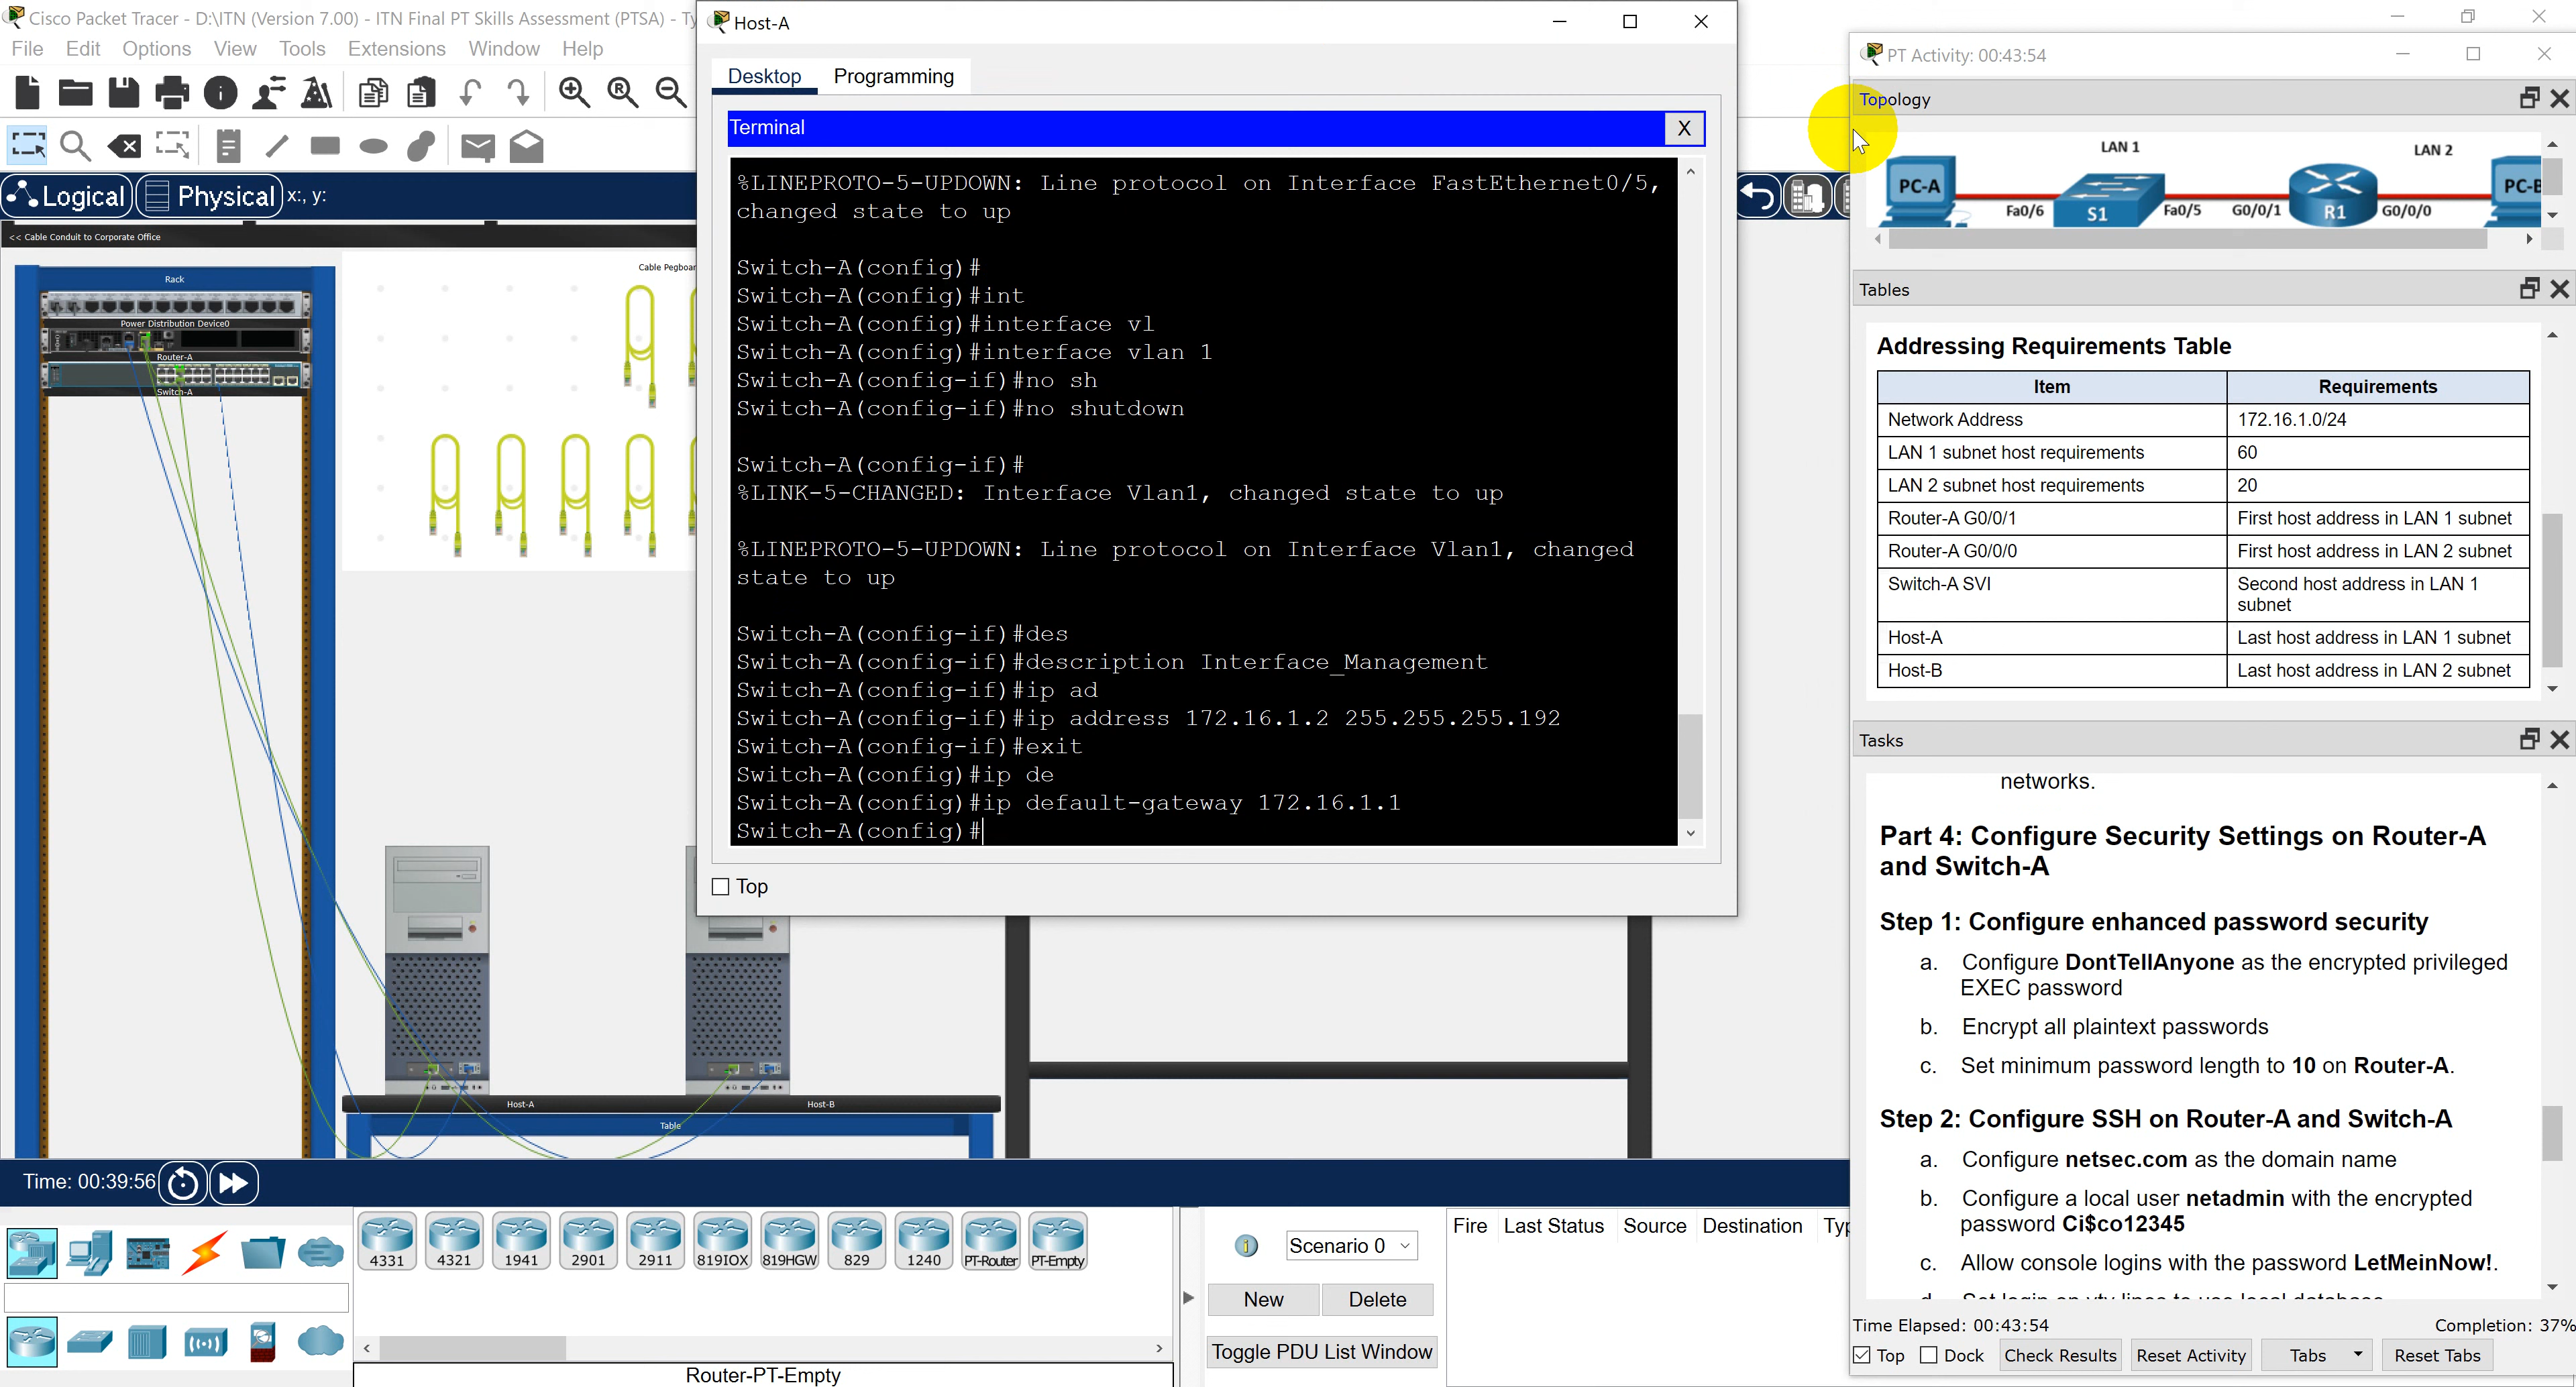 Cisco Packet Tracer - D:\ITN (Version 7.00) - ITN Final PT Skills Assessment (PTSA) - Ty
File Edit Options View Tools Extensions Window Help
Logical Physical x:, y:
<< Cable Conduit to Corporate Office
Rack
Power Distribution Device0
Router-A
Switch-A
Cable Pegboar
Host-A
Host-B
Table
Host-A
Desktop Programming
Terminal X
%LINEPROTO-5-UPDOWN: Line protocol on Interface FastEthernet0/5,
changed state to up
Switch-A(config)#
Switch-A(config)#int
Switch-A(config)#interface vl
Switch-A(config)#interface vlan 1
Switch-A(config-if)#no sh
Switch-A(config-if)#no shutdown
Switch-A(config-if)#
%LINK-5-CHANGED: Interface Vlan1, changed state to up
%LINEPROTO-5-UPDOWN: Line protocol on Interface Vlan1, changed
state to up
Switch-A(config-if)#des
Switch-A(config-if)#description Interface_Management
Switch-A(config-if)#ip ad
Switch-A(config-if)#ip address 172.16.1.2 255.255.255.192
Switch-A(config-if)#exit
Switch-A(config)#ip de
Switch-A(config)#ip default-gateway 172.16.1.1
Switch-A(config)#
Top
PT Activity: 00:43:54
Topology
LAN 1 LAN 2
PC-A Fa0/6 S1 Fa0/5 G0/0/1 R1 G0/0/0 PC-B
Tables
Addressing Requirements Table
Item Requirements
Network Address 172.16.1.0/24
LAN 1 subnet host requirements 60
LAN 2 subnet host requirements 20
Router-A G0/0/1 First host address in LAN 1 subnet
Router-A G0/0/0 First host address in LAN 2 subnet
Switch-A SVI Second host address in LAN 1
subnet
Host-A Last host address in LAN 1 subnet
Host-B Last host address in LAN 2 subnet
Tasks
networks.
Part 4: Configure Security Settings on Router-A
and Switch-A
Step 1: Configure enhanced password security
a. Configure DontTellAnyone as the encrypted privileged
EXEC password
b. Encrypt all plaintext passwords
c. Set minimum password length to 10 on Router-A.
Step 2: Configure SSH on Router-A and Switch-A
a. Configure netsec.com as the domain name
b. Configure a local user netadmin with the encrypted
password Ci$co12345
c. Allow console logins with the password LetMeinNow!.
Time Elapsed: 00:43:54 Completion: 37%
Top Dock Check Results Reset Activity Tabs Reset Tabs
Time: 00:39:56
4331 4321 1941 2901 2911 819IOX 819HGW 829 1240 PT-Router PT-Empty
Router-PT-Empty
Scenario 0
New Delete
Toggle PDU List Window
Fire Last Status Source Destination Typ